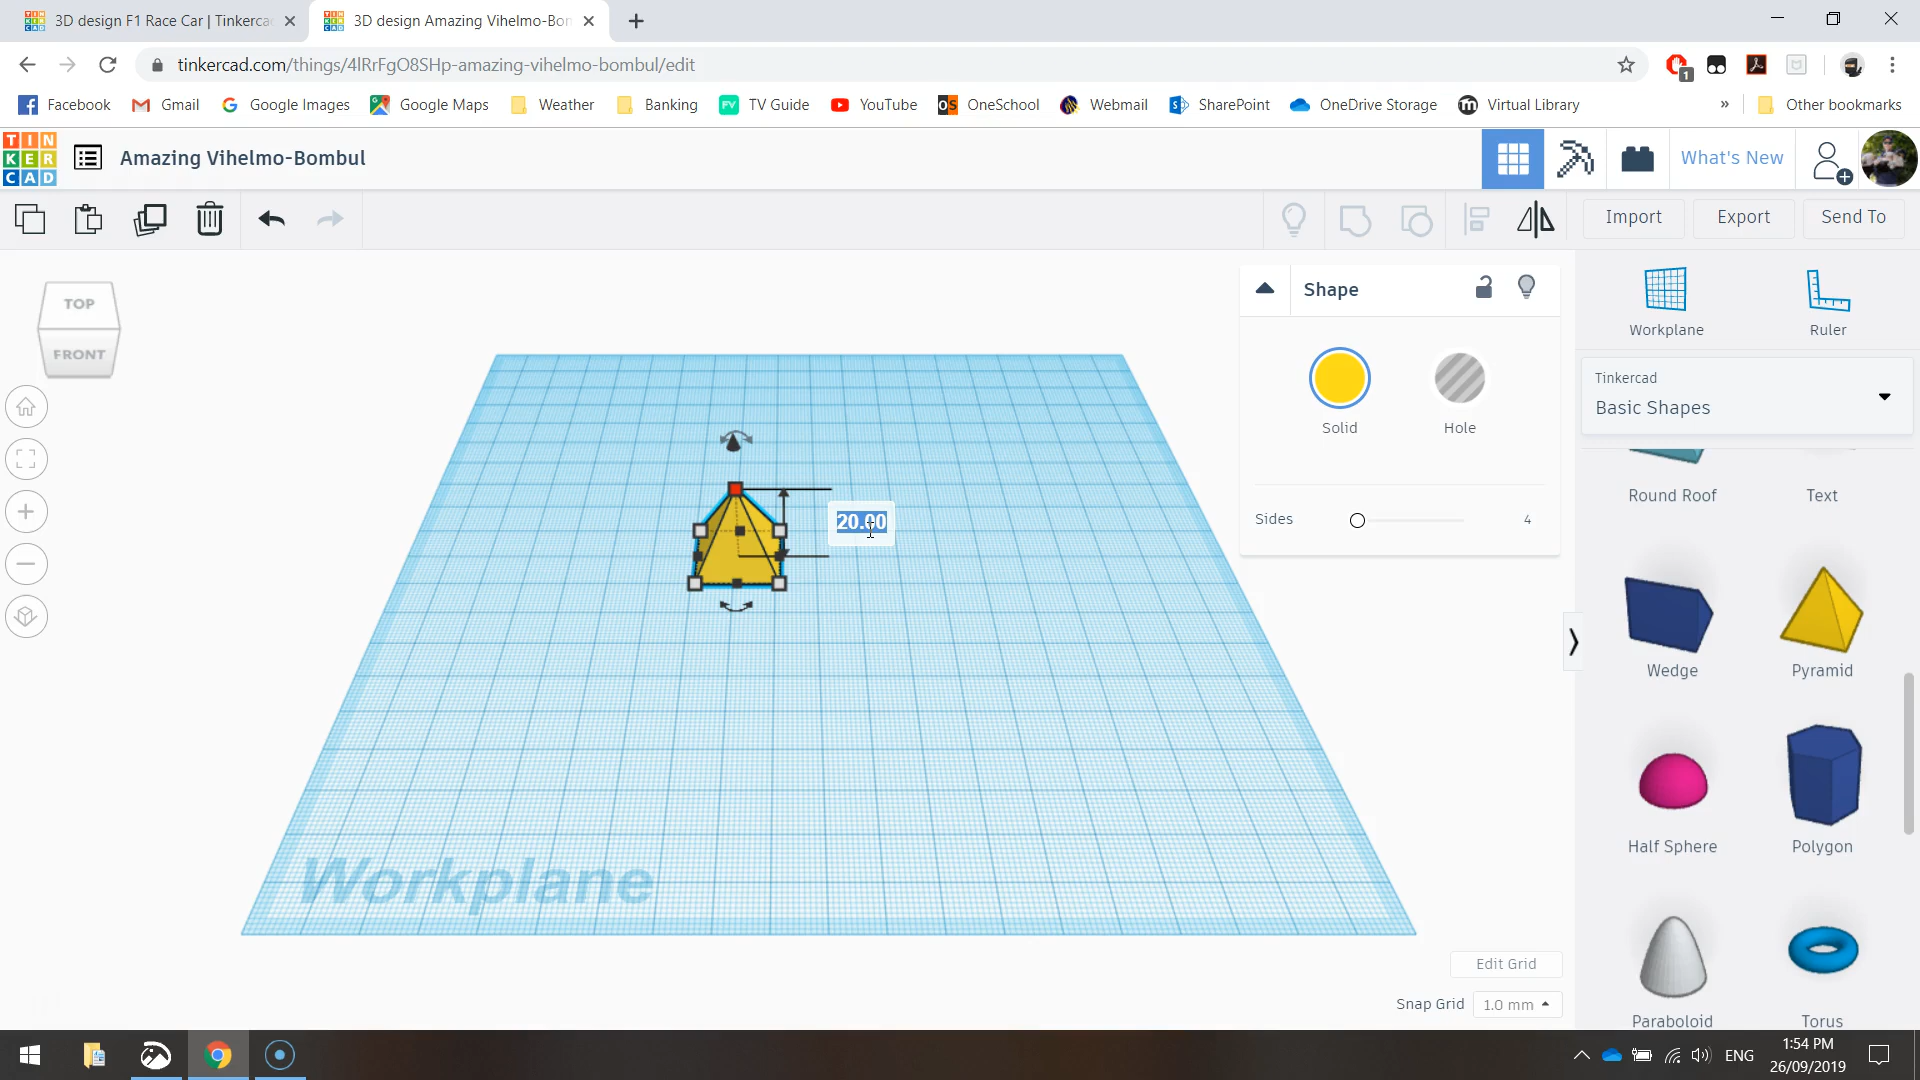 3D design F1 Race Car | Tinkerca
3D design Amazing Vihelmo-Bom
tinkercad.com/things/4lRrFgO8SHp-amazing-vihelmo-bombul/edit
1
Facebook
Gmail
Google Images
Google Maps
Weather
Banking
TV Guide
YouTube
OneSchool
Webmail
SharePoint
OneDrive Storage
Virtual Library
»
Other bookmarks
TIN
KER
CAD
Amazing Vihelmo-Bombul
What's New
Import
Export
Send To
TOP
FRONT
Shape
Solid
Hole
Sides
4
20.00
Workplane
Workplane
Ruler
Tinkercad
Basic Shapes
Round Roof
Text
Wedge
Pyramid
Half Sphere
Polygon
Paraboloid
Torus
Edit Grid
Snap Grid
1.0 mm
ENG
1:54 PM
26/09/2019